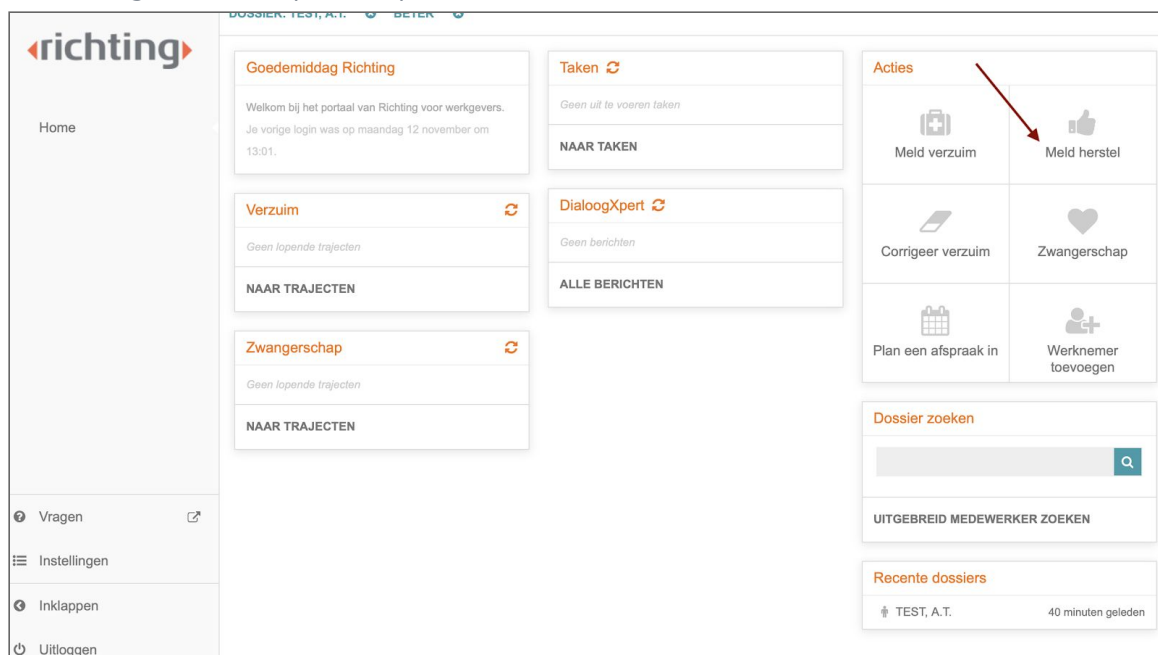 DOSSIER: TEST, A.T. BETER
richting
Home
Vragen
Instellingen
Inklappen
Uitloggen
Goedemiddag Richting
Welkom bij het portaal van Richting voor werkgevers.
Je vorige login was op maandag 12 november om
13:01.
Verzuim
Geen lopende trajecten
NAAR TRAJECTEN
Zwangerschap
Geen lopende trajecten
NAAR TRAJECTEN
Taken
Geen uit te voeren taken
NAAR TAKEN
DialoogXpert
Geen berichten
ALLE BERICHTEN
Acties
Meld verzuim
Meld herstel
Corrigeer verzuim
Zwangerschap
Plan een afspraak in
Werknemer
toevoegen
Dossier zoeken
UITGEBREID MEDEWERKER ZOEKEN
Recente dossiers
TEST, A.T. 40 minuten geleden